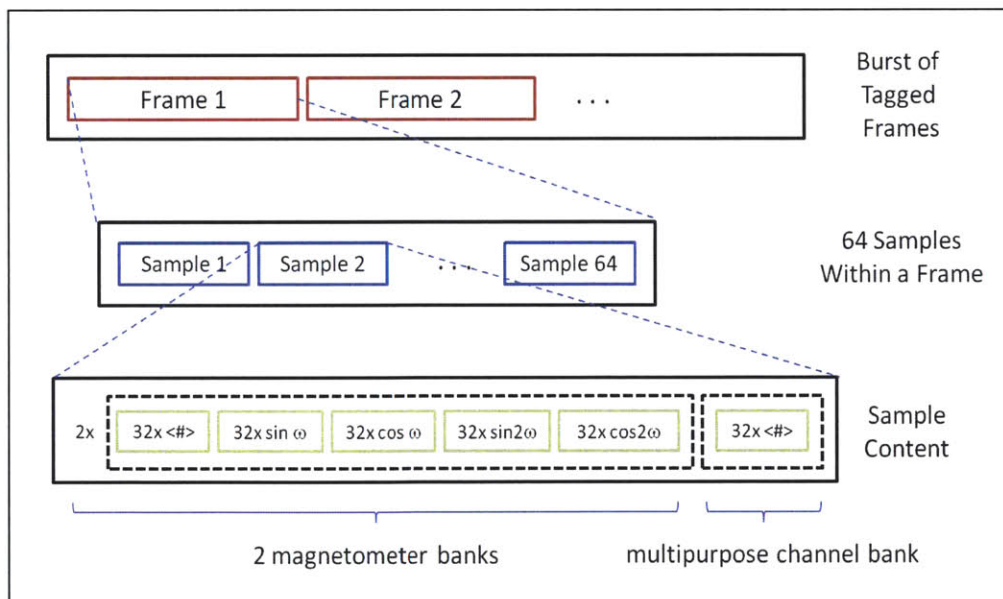 Burst of
Tagged
Frames
Frame 1
Frame 2
...
64 Samples
Within a Frame
Sample 1
Sample 2
...
Sample 64
Sample
Content
2x
32x <#>
32x sin ω
32x cos ω
32x sin2ω
32x cos2ω
32x <#>
2 magnetometer banks
multipurpose channel bank